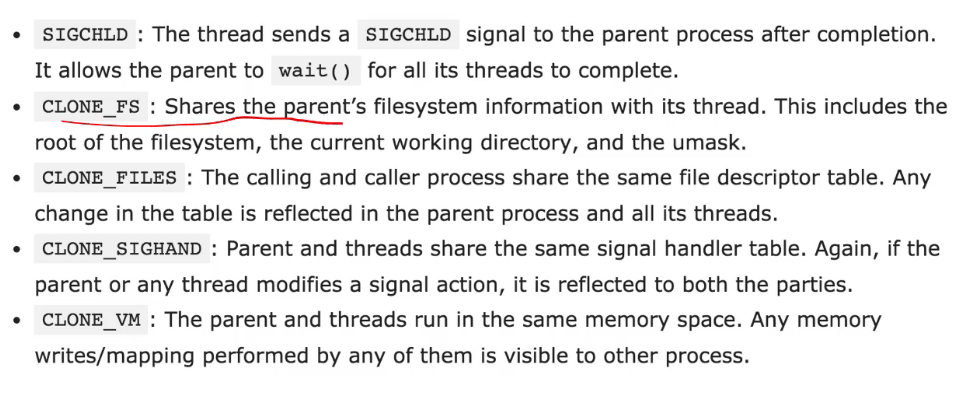 • SIGCHLD: The thread sends a SIGCHLD signal to the parent process after completion.
It allows the parent to wait() for all its threads to complete.
• CLONE_FS: Shares the parent’s filesystem information with its thread. This includes the
root of the filesystem, the current working directory, and the umask.
• CLONE_FILES: The calling and caller process share the same file descriptor table. Any
change in the table is reflected in the parent process and all its threads.
• CLONE_SIGHAND: Parent and threads share the same signal handler table. Again, if the
parent or any thread modifies a signal action, it is reflected to both the parties.
• CLONE_VM: The parent and threads run in the same memory space. Any memory
writes/mapping performed by any of them is visible to other process.